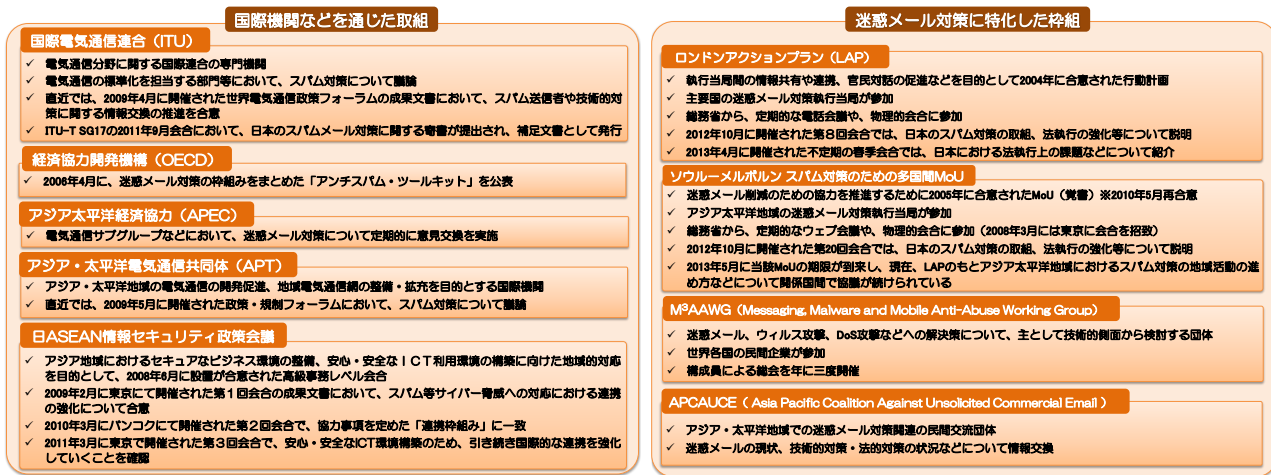 国際機関などを通じた取組
国際電気通信連合（ITU）
✓ 電気通信分野に関する国際連合の専門機関
✓ 電気通信の標準化を担当する部門等において、スパム対策について議論
✓ 直近では、2009年4月に開催された世界電気通信政策フォーラムの成果文書において、スパム送信者や技術的対
策に関する情報交換の推進を合意
✓ ITU-T SG17の2011年9月会合において、日本のスパムメール対策に関する寄書が提出され、補足文書として発行
経済協力開発機構（OECD）
✓ 2006年4月に、迷惑メール対策の枠組みをまとめた「アンチスパム・ツールキット」を公表
アジア太平洋経済協力（APEC）
✓ 電気通信サブグループなどにおいて、迷惑メール対策について定期的に意見交換を実施
アジア・太平洋電気通信共同体（APT）
✓ アジア・太平洋地域の電気通信の開発促進、地域電気通信網の整備・拡充を目的とする国際機関
✓ 直近では、2009年5月に開催された政策・規制フォーラムにおいて、スパム対策について議論
日ASEAN情報セキュリティ政策会議
✓ アジア地域におけるセキュアなビジネス環境の整備、安心・安全なＩＣＴ利用環境の構築に向けた地域的対応
を目的として、2008年6月に設置が合意された高級事務レベル会合
✓ 2009年2月に東京にて開催された第１回会合の成果文書において、スパム等サイバー脅威への対応における連携
の強化について合意
✓ 2010年3月にバンコクにて開催された第２回会合で、協力事項を定めた「連携枠組み」に一致
✓ 2011年3月に東京で開催された第３回会合で、安心・安全なICT環境構築のため、引き続き国際的な連携を強化
していくことを確認
迷惑メール対策に特化した枠組
ロンドンアクションプラン（LAP）
✓ 執行当局間の情報共有や連携、官民対話の促進などを目的として2004年に合意された行動計画
✓ 主要国の迷惑メール対策執行当局が参加
✓ 総務省から、定期的な電話会議や、物理的会合に参加
✓ 2012年10月に開催された第８回会合では、日本のスパム対策の取組、法執行の強化等について説明
✓ 2013年4月に開催された不定期の春季会合では、日本における法執行上の課題などについて紹介
ソウルーメルボルン スパム対策のための多国間MoU
✓ 迷惑メール削減のための協力を推進するために2005年に合意されたMoU（覚書）※2010年5月再合意
✓ アジア太平洋地域の迷惑メール対策執行当局が参加
✓ 総務省から、定期的なウェブ会議や、物理的会合に参加（2008年3月には東京に会合を招致）
✓ 2012年10月に開催された第20回会合では、日本のスパム対策の取組、法執行の強化等について説明
✓ 2013年5月に当該MoUの期限が到来し、現在、LAPのもとアジア太平洋地域におけるスパム対策の地域活動の進
め方などについて関係国間で協議が続けられている
M³AAWG（Messaging, Malware and Mobile Anti-Abuse Working Group）
✓ 迷惑メール、ウィルス攻撃、DoS攻撃などへの解決策について、主として技術的側面から検討する団体
✓ 世界各国の民間企業が参加
✓ 構成員による総会を年に三度開催
APCAUCE（ Asia Pacific Coalition Against Unsolicited Commercial Email ）
✓ アジア・太平洋地域での迷惑メール対策関連の民間交流団体
✓ 迷惑メールの現状、技術的対策・法的対策の状況などについて情報交換